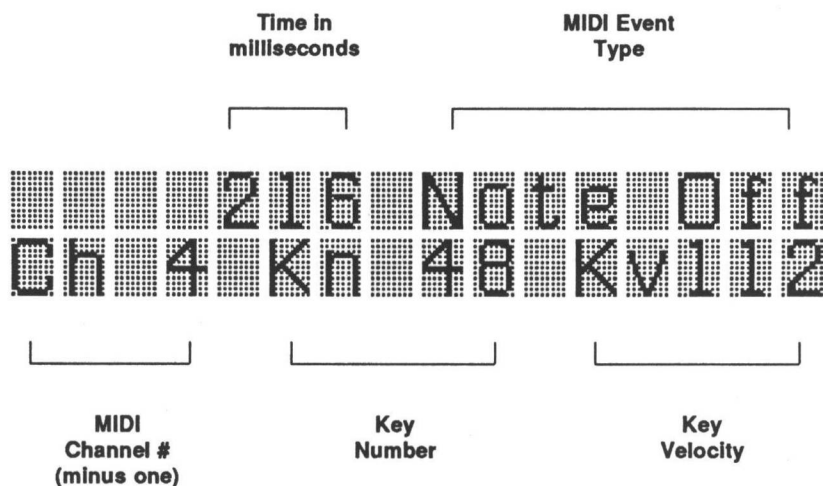 Time in
milliseconds
MIDI Event
Type
216 Note Off
Ch 4 Kn 48 Kv112
MIDI
Channel #
(minus one)
Key
Number
Key
Velocity